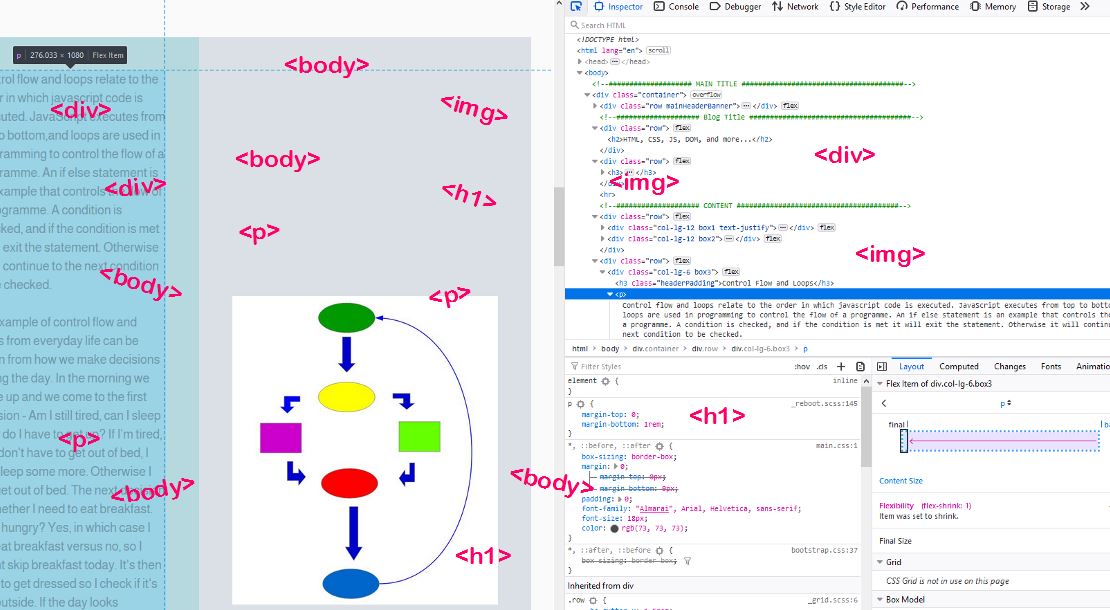 p | 276.033 × 1080 | Flex Item
trol flow and loops relate to the
er in which javascript code is
cuted. JavaScript executes from
to bottom,and loops are used in
gramming to control the flow of a
gramme. An if else statement is
example that controls the flow of
programme. A condition is
cked, and if the condition is met
exit the statement. Otherwise
continue to the next condition
e checked.
xample of control flow and
s from everyday life can be
n from how we make decisions
ng the day. In the morning we
e up and we come to the first
sion - Am I still tired, can I sleep
do I have to get up? If I'm tired,
don't have to get out of bed, I
sleep some more. Otherwise I
get out of bed. The next decision
whether I need to eat breakfast.
hungry? Yes, in which case I
eat breakfast versus no, so I
skip breakfast today. It's then
to get dressed so I check if it's
outside. If the day looks
<body>
<img>
<div>
<body>
<div>
<h1>
<p>
<body>
<p>
<p>
<body>
<body>
<h1>
Inspector Console Debugger Network Style Editor Performance Memory Storage
Search HTML
<!DOCTYPE html>
<html lang="en"> scroll
<head> ⋯ </head>
<body>
<!--#################### MAIN TITLE #######################################-->
<div class="container"> overflow
<div class="row mainHeaderBanner"> ⋯ </div> flex
<!--#################### Blog Title #######################################-->
<div class="row"> flex
<h2>HTML, CSS, JS, DOM, and more...</h2>
</div>
<div>
<div class="row"> flex
<h3> ⋯ </h3>
<img>
<hr>
<!--#################### CONTENT #######################################-->
<div class="row"> flex
<div class="col-lg-12 box1 text-justify"> ⋯ </div> flex
<div class="col-lg-12 box2"> ⋯ </div> flex
</div>
<img>
<div class="row"> flex
<div class="col-lg-6 box3"> flex
<h3 class="headerPadding">Control Flow and Loops</h3>
<p>
Control flow and loops relate to the order in which javascript code is executed. JavaScript executes from top to botto
loops are used in programming to control the flow of a programme. An if else statement is an example that controls the
a programme. A condition is checked, and if the condition is met it will exit the statement. Otherwise it will continu
next condition to be checked.
html > body > div.container > div.row > div.col-lg-6.box3 > p
Filter Styles :hov .cls +
element { inline
}
p { _reboot.scss:145
margin-top: 0;
margin-bottom: 1rem;
}
<h1>
*, ::before, ::after { main.css:1
box-sizing: border-box;
margin: 0;
margin-top: 0px;
margin-bottom: 0px;
padding: 0;
font-family: "Almarai", Arial, Helvetica, sans-serif;
font-size: 18px;
color: rgb(73, 73, 73);
}
*, ::after, ::before { bootstrap.css:37
box-sizing: border-box;
}
Inherited from div
.row { _grid.scss:6
Layout Computed Changes Fonts Animatio
Flex Item of div.col-lg-6.box3
p
final
ba
Content Size
Flexibility (flex-shrink: 1)
Item was set to shrink.
Final Size
Grid
CSS Grid is not in use on this page
Box Model